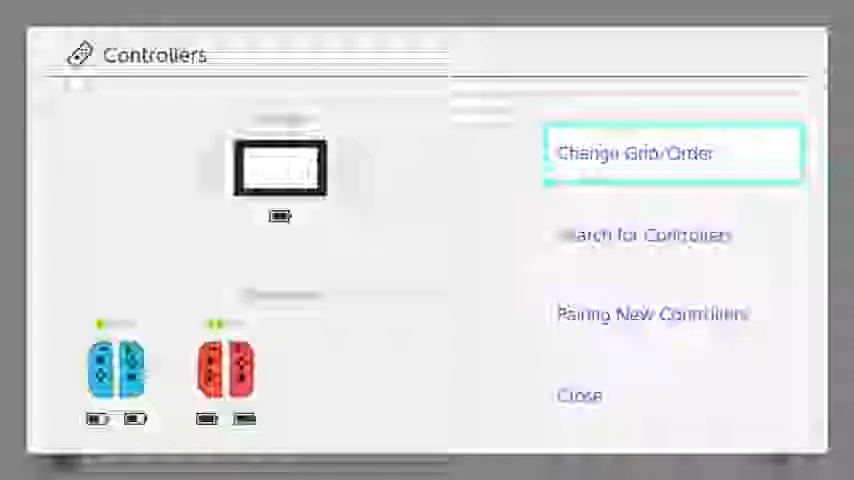 Controllers
Change Grip/Order
Search for Controllers
Pairing New Controllers
Close